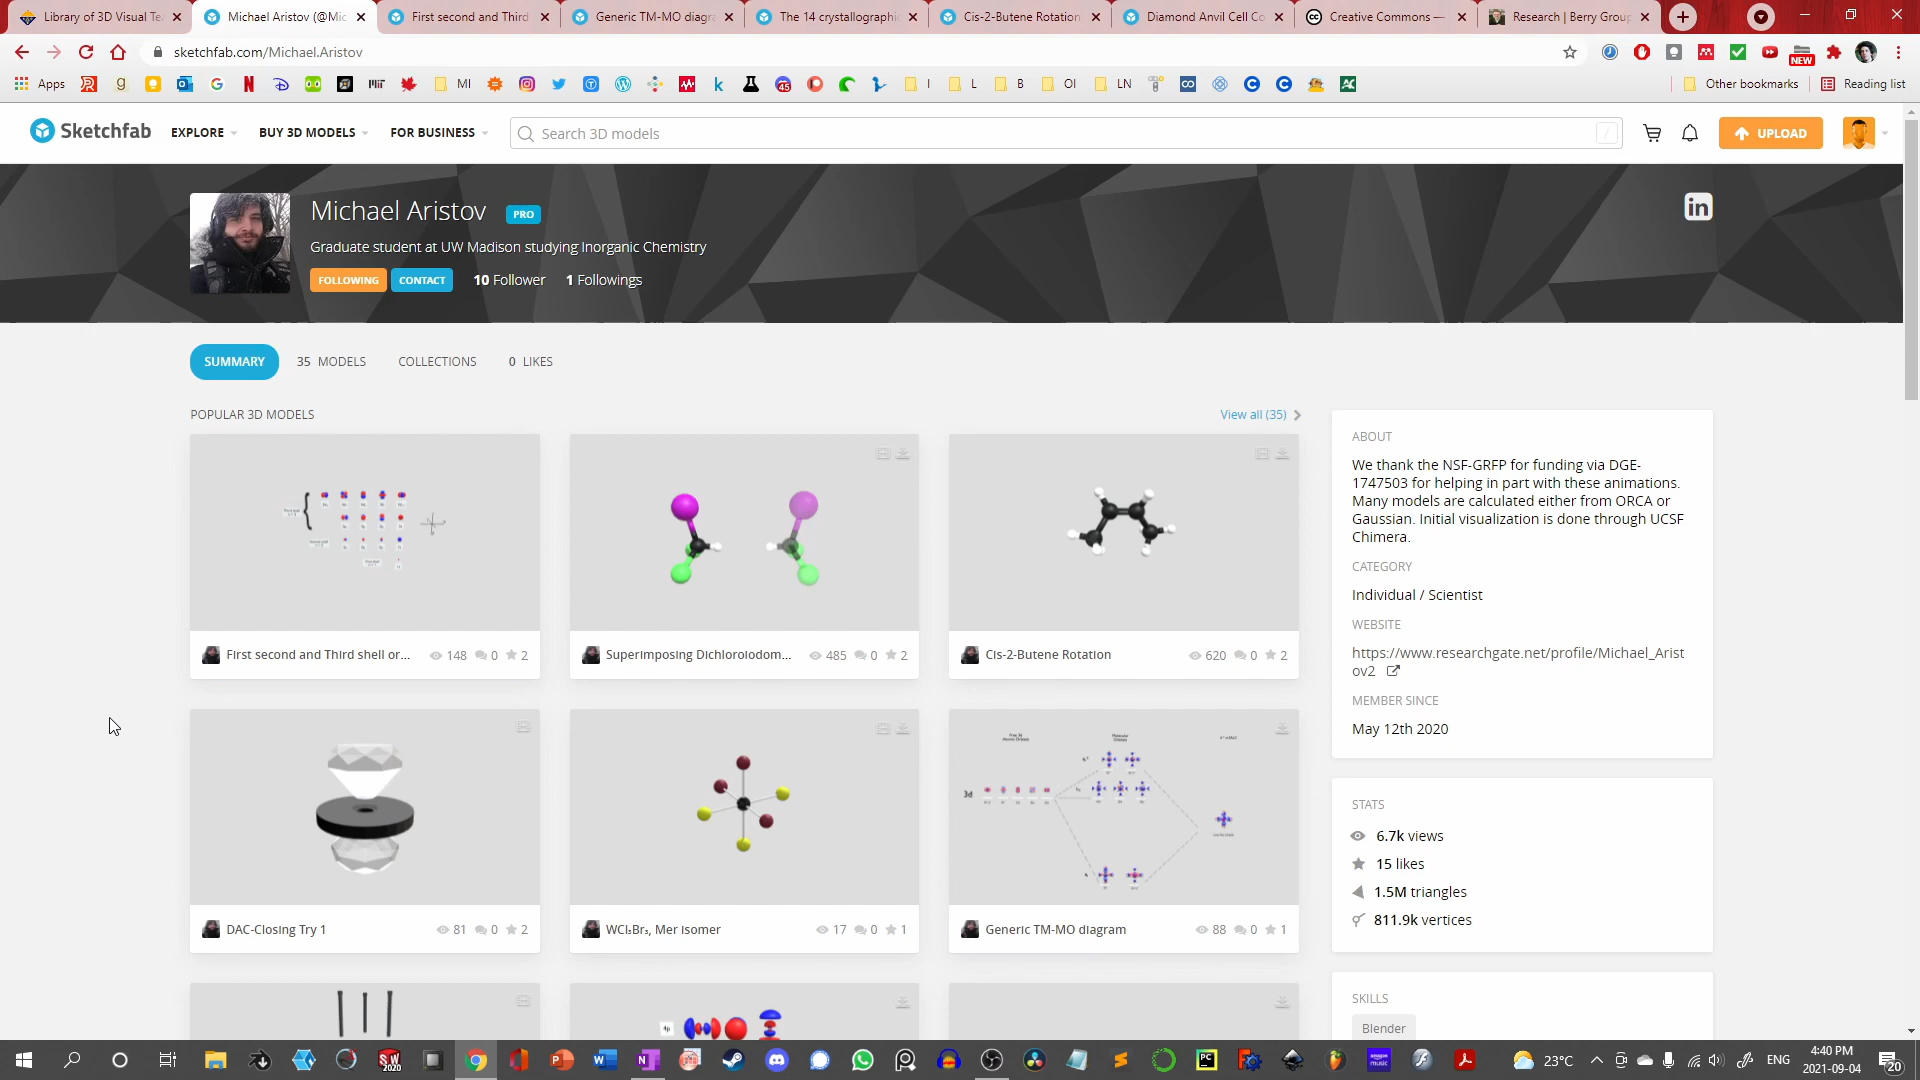 Library of 3D Visual Te
Michael Aristov (@Mic
First second and Third
Generic TM-MO diagra
The 14 crystallographic
Cis-2-Butene Rotation
Diamond Anvil Cell Co
Creative Commons —
Research | Berry Group
sketchfab.com/Michael.Aristov
NEW
Apps
MI
I
L
B
OI
LN
Other bookmarks
Reading list
Sketchfab
EXPLORE
BUY 3D MODELS
FOR BUSINESS
Search 3D models
/
UPLOAD
Michael Aristov
PRO
in
Graduate student at UW Madison studying Inorganic Chemistry
FOLLOWING
CONTACT
10 Follower
1 Followings
SUMMARY
35 MODELS
COLLECTIONS
0 LIKES
POPULAR 3D MODELS
View all (35)
First second and Third shell or...
148 0 2
Superimposing Dichloroiodom...
485 0 2
Cis-2-Butene Rotation
620 0 2
3d
DAC-Closing Try 1
81 0 2
WCl₃Br₃, Mer isomer
17 0 1
Generic TM-MO diagram
88 0 1
4p
ABOUT
We thank the NSF-GRFP for funding via DGE-
1747503 for helping in part with these animations.
Many models are calculated either from ORCA or
Gaussian. Initial visualization is done through UCSF
Chimera.
CATEGORY
Individual / Scientist
WEBSITE
https://www.researchgate.net/profile/Michael_Arist
ov2
MEMBER SINCE
May 12th 2020
STATS
6.7k views
15 likes
1.5M triangles
811.9k vertices
SKILLS
Blender
23°C
ENG
4:40 PM
2021-09-04
20